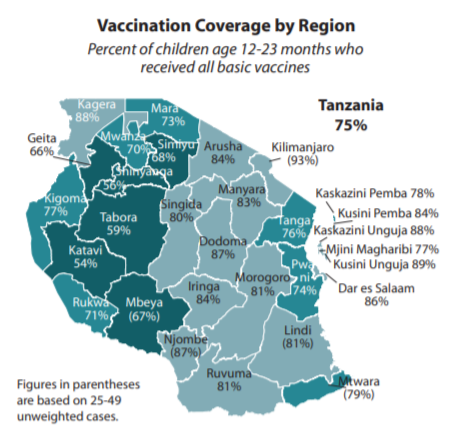 Vaccination Coverage by Region
Percent of children age 12-23 months who
received all basic vaccines
Tanzania
75%
Kagera
88%
Mara
73%
Geita
66%
Mwanza
70%
Simiyu
68%
Arusha
84%
Kilimanjaro
(93%)
Shinyanga
56%
Kigoma
77%
Tabora
59%
Singida
80%
Manyara
83%
Kaskazini Pemba 78%
Kusini Pemba 84%
Kaskazini Unguja 88%
Mjini Magharibi 77%
Kusini Unguja 89%
Tanga
76%
Dodoma
87%
Katavi
54%
Morogoro
81%
Pwani
74%
Dar es Salaam
86%
Rukwa
71%
Mbeya
(67%)
Iringa
84%
Lindi
(81%)
Njombe
(87%)
Ruvuma
81%
Mtwara
(79%)
Figures in parentheses
are based on 25-49
unweighted cases.